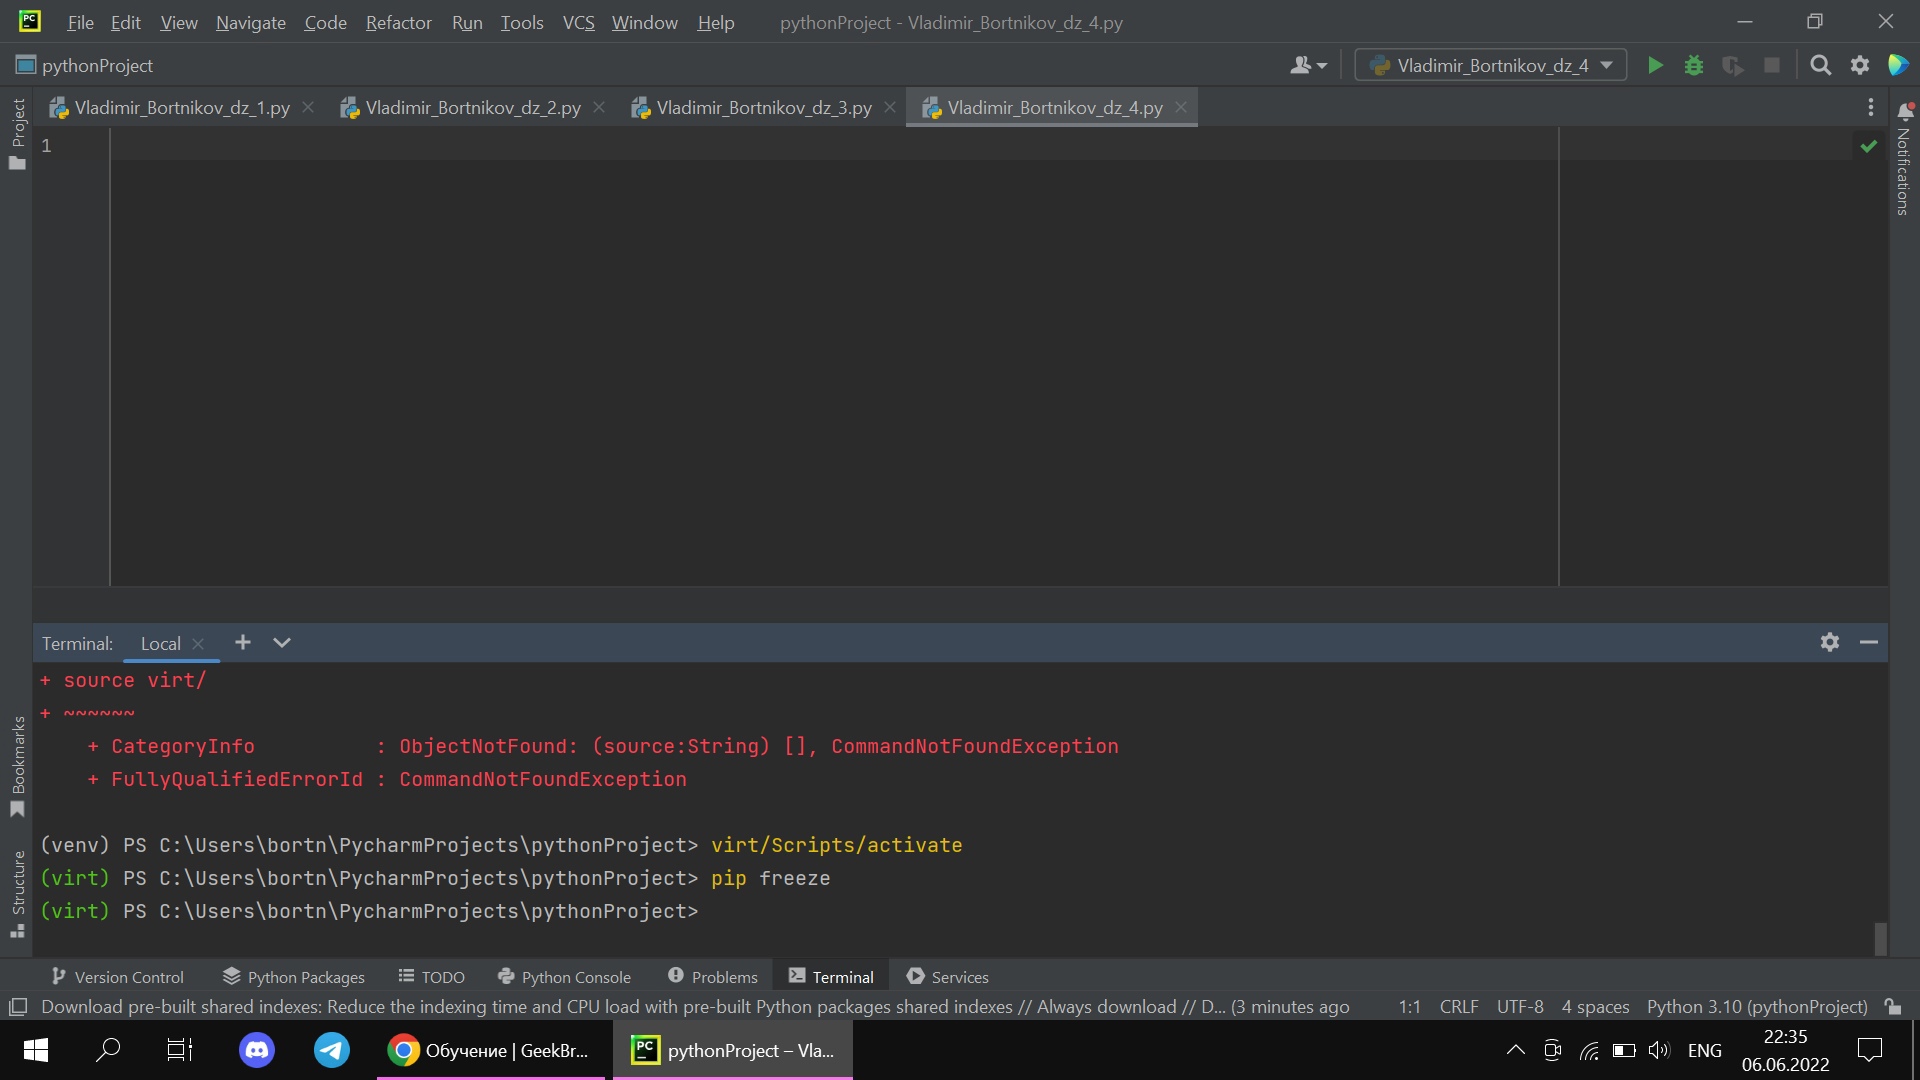 File Edit View Navigate Code Refactor Run Tools VCS Window Help pythonProject - Vladimir_Bortnikov_dz_4.py
pythonProject Vladimir_Bortnikov_dz_4
Vladimir_Bortnikov_dz_1.py Vladimir_Bortnikov_dz_2.py Vladimir_Bortnikov_dz_3.py Vladimir_Bortnikov_dz_4.py
Project
Notifications
1
Terminal: Local
+ source virt/
+ ~~~~~~
+ CategoryInfo : ObjectNotFound: (source:String) [], CommandNotFoundException
+ FullyQualifiedErrorId : CommandNotFoundException
(venv) PS C:\Users\bortn\PycharmProjects\pythonProject> virt/Scripts/activate
(virt) PS C:\Users\bortn\PycharmProjects\pythonProject> pip freeze
(virt) PS C:\Users\bortn\PycharmProjects\pythonProject>
Bookmarks
Structure
Version Control Python Packages TODO Python Console Problems Terminal Services
Download pre-built shared indexes: Reduce the indexing time and CPU load with pre-built Python packages shared indexes // Always download // D... (3 minutes ago 1:1 CRLF UTF-8 4 spaces Python 3.10 (pythonProject)
PC Обучение | GeekBr... pythonProject – Vla... ENG 22:35
06.06.2022